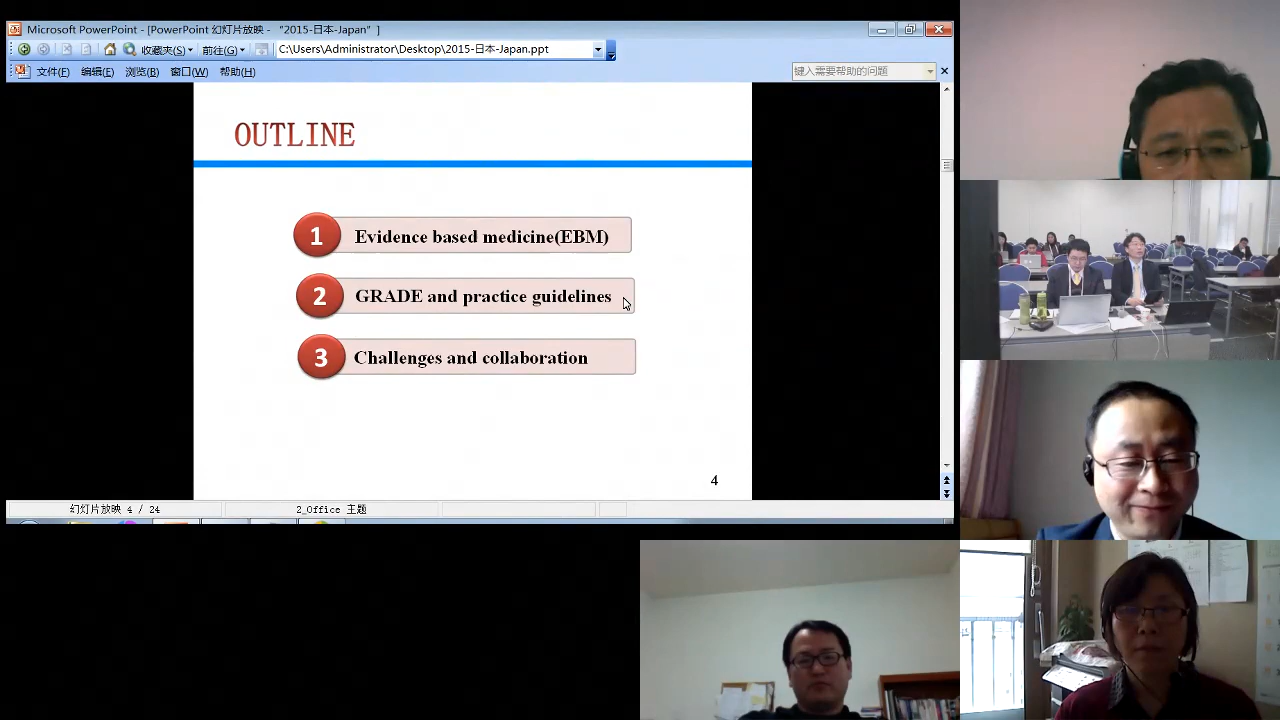 Microsoft PowerPoint - [PowerPoint 幻灯片放映 - "2015-日本-Japan"]
收藏夹(S) 前往(G) C:\Users\Administrator\Desktop\2015-日本-Japan.ppt
文件(F) 编辑(E) 浏览(B) 窗口(W) 帮助(H) 键入需要帮助的问题
OUTLINE
1 Evidence based medicine(EBM)
2 GRADE and practice guidelines
3 Challenges and collaboration
4
幻灯片放映 4 / 24 2_Office 主题